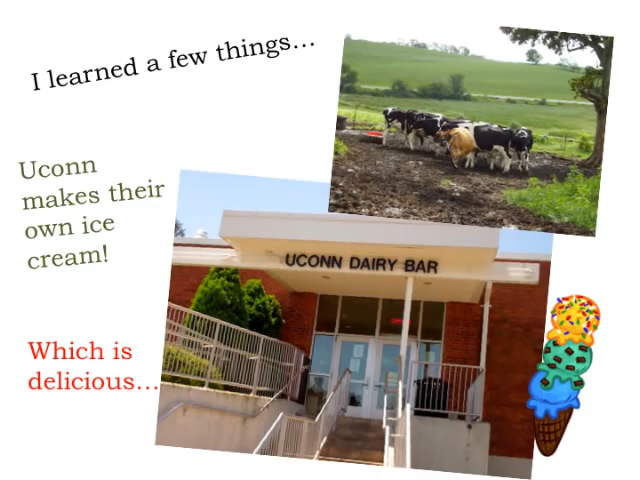 I learned a few things…
Uconn
makes their
own ice
cream!
UCONN DAIRY BAR
Which is
delicious…